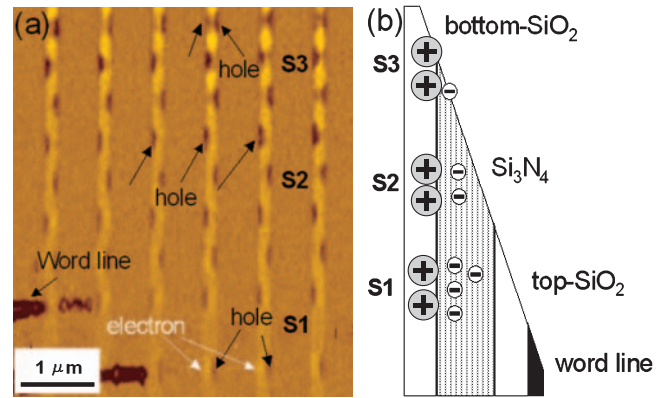 (a)
hole
S3
hole
S2
Word line
electron
hole
S1
1 μm
(b)
bottom-SiO₂
S3
Si₃N₄
S2
S1
top-SiO₂
word line